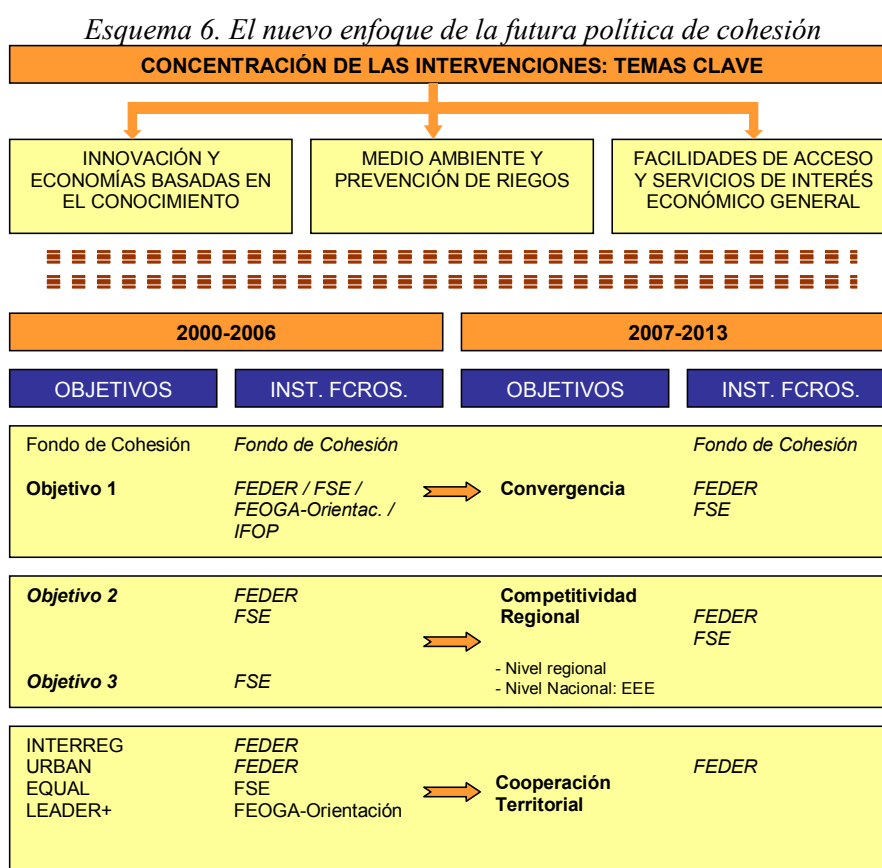 Esquema 6. El nuevo enfoque de la futura política de cohesión
CONCENTRACIÓN DE LAS INTERVENCIONES: TEMAS CLAVE
INNOVACIÓN Y
ECONOMÍAS BASADAS EN
EL CONOCIMIENTO
MEDIO AMBIENTE Y
PREVENCIÓN DE RIEGOS
FACILIDADES DE ACCESO
Y SERVICIOS DE INTERÉS
ECONÓMICO GENERAL
2000-2006
2007-2013
OBJETIVOS
INST. FCROS.
OBJETIVOS
INST. FCROS.
Fondo de Cohesión
Fondo de Cohesión
Fondo de Cohesión
Objetivo 1
FEDER / FSE /
FEOGA-Orientac. /
IFOP
Convergencia
FEDER
FSE
Objetivo 2
FEDER
FSE
Competitividad
Regional
FEDER
FSE
Objetivo 3
FSE
- Nivel regional
- Nivel Nacional: EEE
INTERREG
URBAN
EQUAL
LEADER+
FEDER
FEDER
FSE
FEOGA-Orientación
Cooperación
Territorial
FEDER